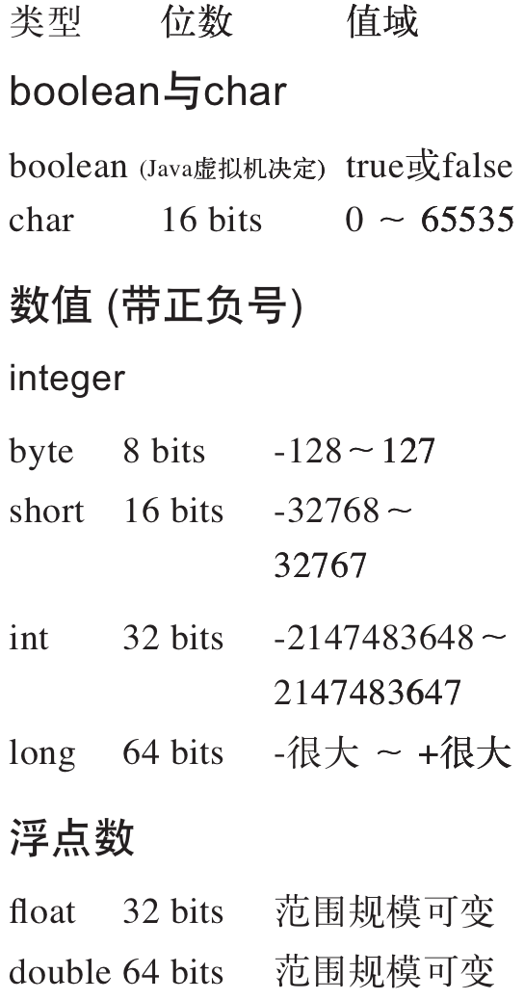 类型 位数 值域
boolean与char
boolean (Java虚拟机决定) true或false
char 16 bits 0 ～ 65535
数值 (带正负号)
integer
byte 8 bits -128～127
short 16 bits -32768～
32767
int 32 bits -2147483648～
2147483647
long 64 bits -很大 ～ +很大
浮点数
float 32 bits 范围规模可变
double 64 bits 范围规模可变